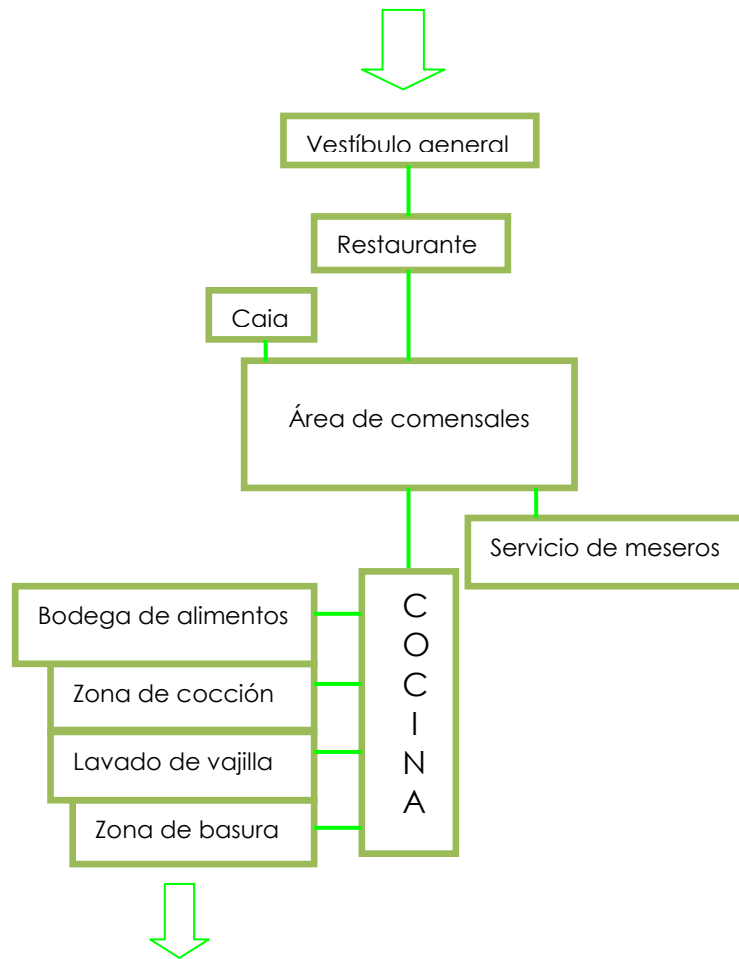 Vestíbulo general
Restaurante
Caja
Área de comensales
Servicio de meseros
Bodega de alimentos
Zona de cocción
Lavado de vajilla
Zona de basura
C
O
C
I
N
A